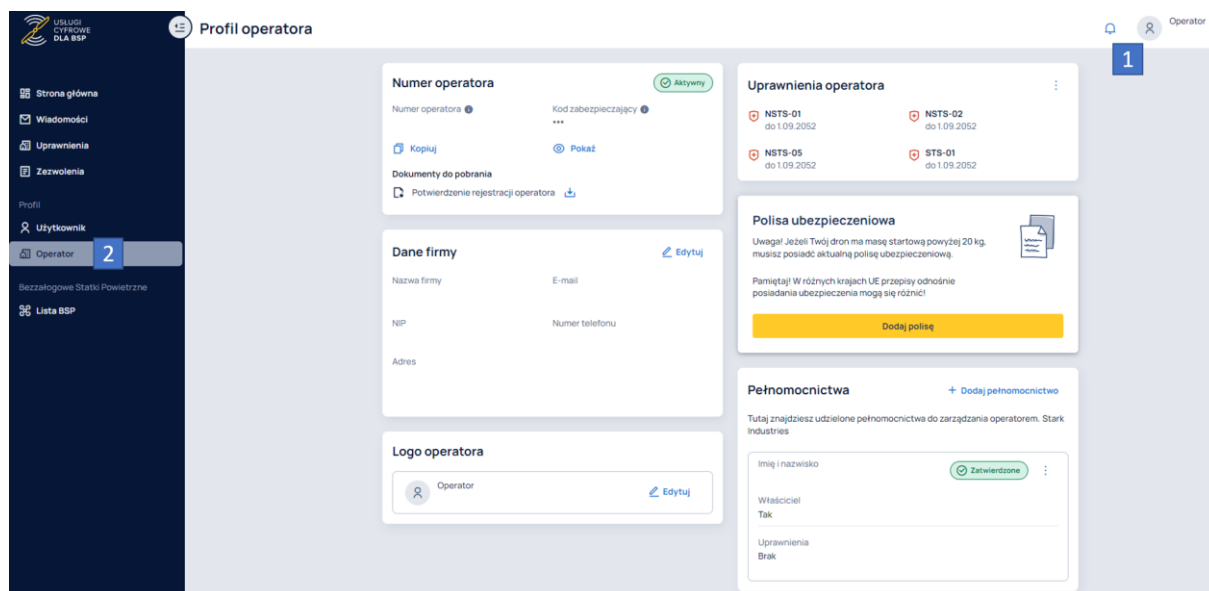 USŁUGI
CYFROWE
DLA BSP
Profil operatora
Operator
1
Strona główna
Wiadomości
Uprawnienia
Zezwolenia
Profil
Użytkownik
Operator
2
Bezzałogowe Statki Powietrzne
Lista BSP
Numer operatora
Aktywny
Numer operatora
Kod zabezpieczający
***
Kopiuj
Pokaż
Dokumenty do pobrania
Potwierdzenie rejestracji operatora
Dane firmy
Edytuj
Nazwa firmy
E-mail
NIP
Numer telefonu
Adres
Logo operatora
Operator
Edytuj
Uprawnienia operatora
NSTS-01
do 1.09.2052
NSTS-02
do 1.09.2052
NSTS-05
do 1.09.2052
STS-01
do 1.09.2052
Polisa ubezpieczeniowa
Uwaga! Jeżeli Twój dron ma masę startową powyżej 20 kg,
musisz posiadć aktualną polisę ubezpieczeniową.
Pamiętaj! W różnych krajach UE przepisy odnośnie
posiadania ubezpieczenia mogą się różnić!
Dodaj polisę
Pełnomocnictwa
+ Dodaj pełnomocnictwo
Tutaj znajdziesz udzielone pełnomocnictwa do zarządzania operatorem. Stark
Industries
Imię i nazwisko
Zatwierdzone
Właściciel
Tak
Uprawnienia
Brak